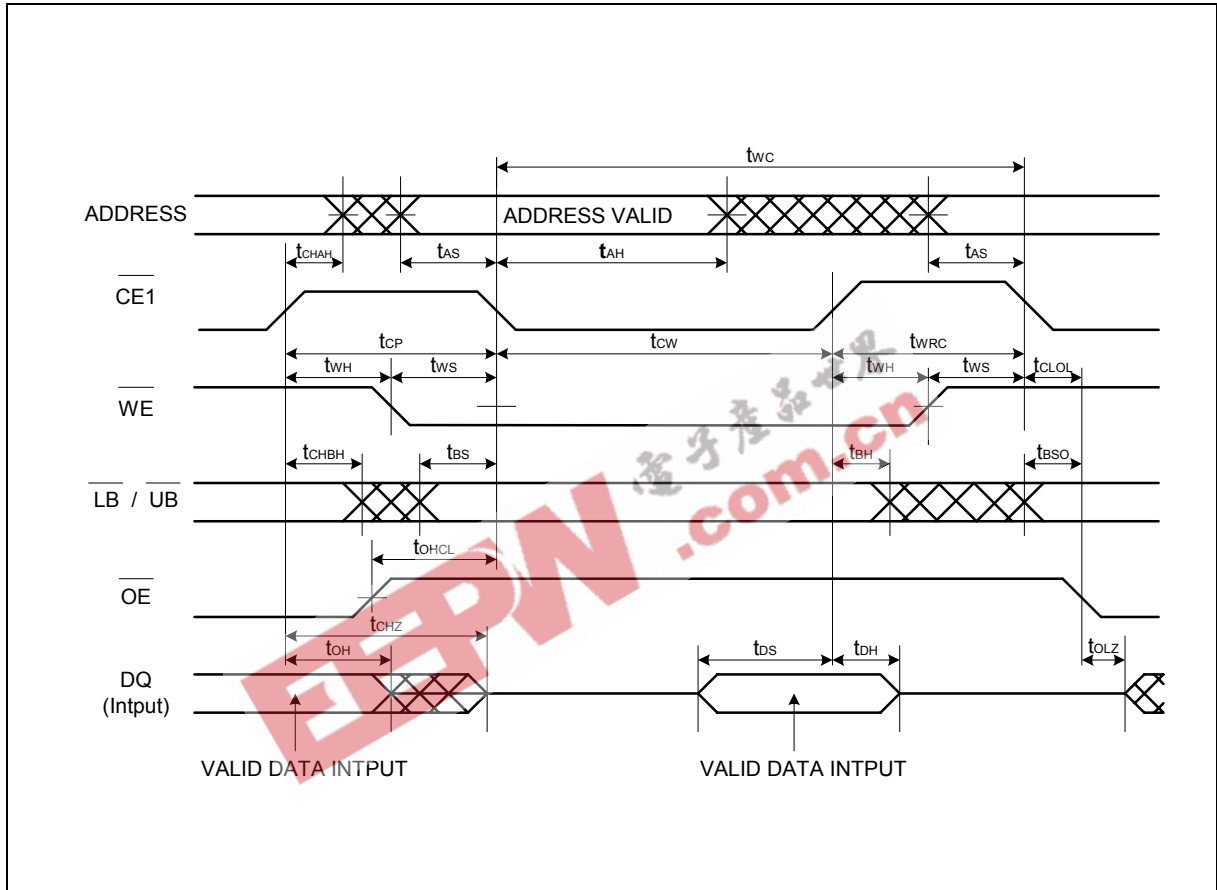 tWC
ADDRESS
ADDRESS VALID
tCHAH
tAS
tAH
tAS
CE1
tCP
tCW
tWRC
tWH
tWS
tWH
tWS
tCLOL
WE
tCHBH
tBS
tBH
tBSO
LB / UB
tOHCL
OE
tCHZ
tOH
tDS
tDH
tOLZ
DQ
(Intput)
VALID DATA INTPUT
VALID DATA INTPUT
EEPW
電子產品世界
.com.cn